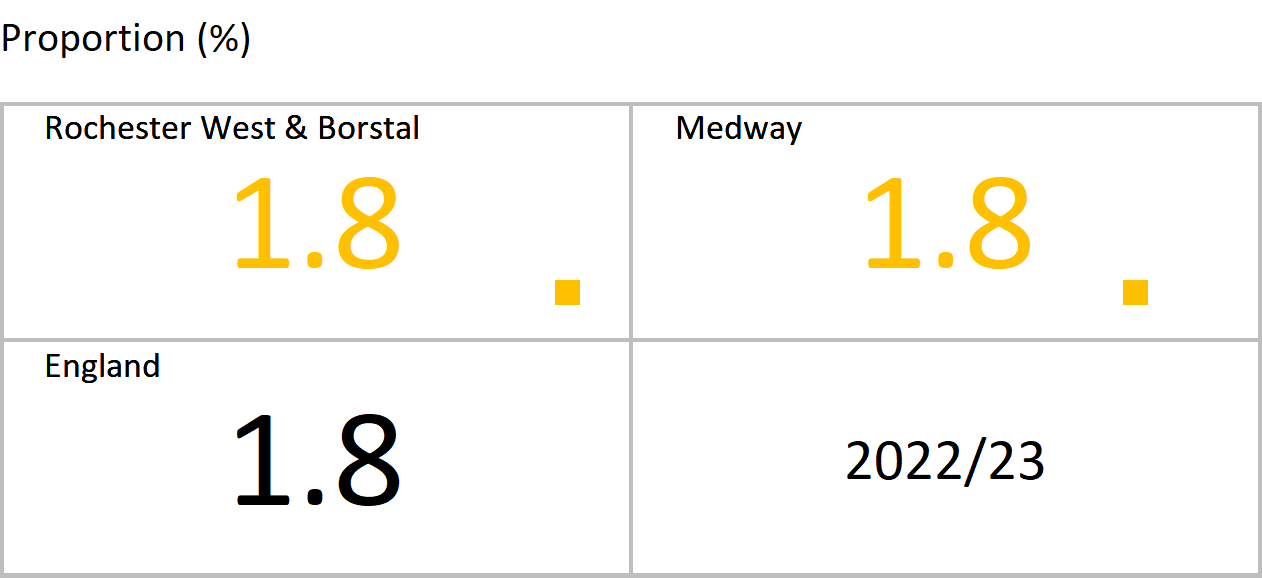 Proportion (%)
Rochester West & Borstal
1.8
Medway
1.8
England
1.8
2022/23